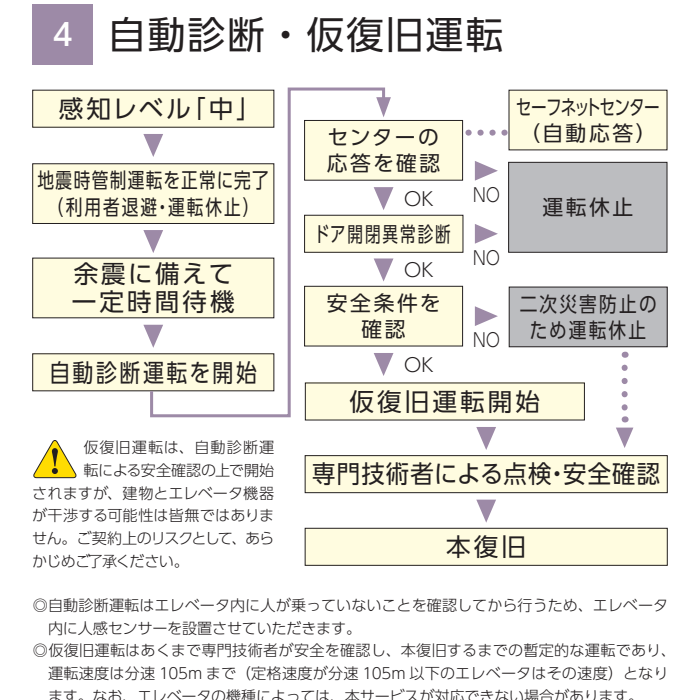 4 自動診断・仮復旧運転
感知レベル「中」
地震時管制運転を正常に完了
（利用者退避・運転休止）
余震に備えて
一定時間待機
自動診断運転を開始
センターの
応答を確認
セーフネットセンター
（自動応答）
OK
NO
運転休止
ドア開閉異常診断
OK
NO
安全条件を
確認
二次災害防止の
ため運転休止
NO
OK
仮復旧運転開始
専門技術者による点検・安全確認
本復旧
仮復旧運転は、自動診断運
転による安全確認の上で開始
されますが、建物とエレベータ機器
が干渉する可能性は皆無ではありま
せん。ご契約上のリスクとして、あら
かじめご了承ください。
◎自動診断運転はエレベータ内に人が乗っていないことを確認してから行うため、エレベータ
内に人感センサーを設置させていただきます。
◎仮復旧運転はあくまで専門技術者が安全を確認し、本復旧するまでの暫定的な運転であり、
運転速度は分速 105m まで（定格速度が分速 105m 以下のエレベータはその速度）となり
ます。なお、エレベータの機種によっては、本サービスが対応できない場合があります。